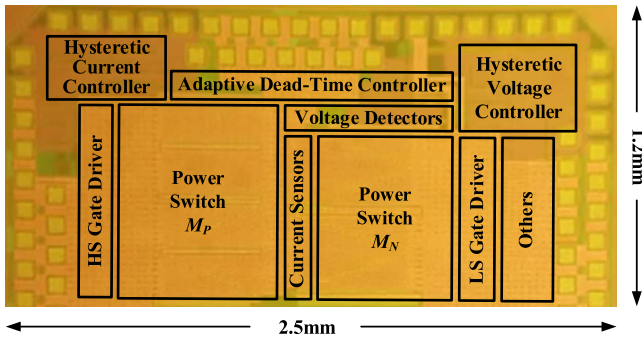 Hysteretic
Current
Controller
Adaptive Dead-Time Controller
Hysteretic
Voltage
Controller
Voltage Detectors
HS Gate Driver
Power
Switch
MP
Current Sensors
Power
Switch
MN
LS Gate Driver
Others
1.2mm
2.5mm